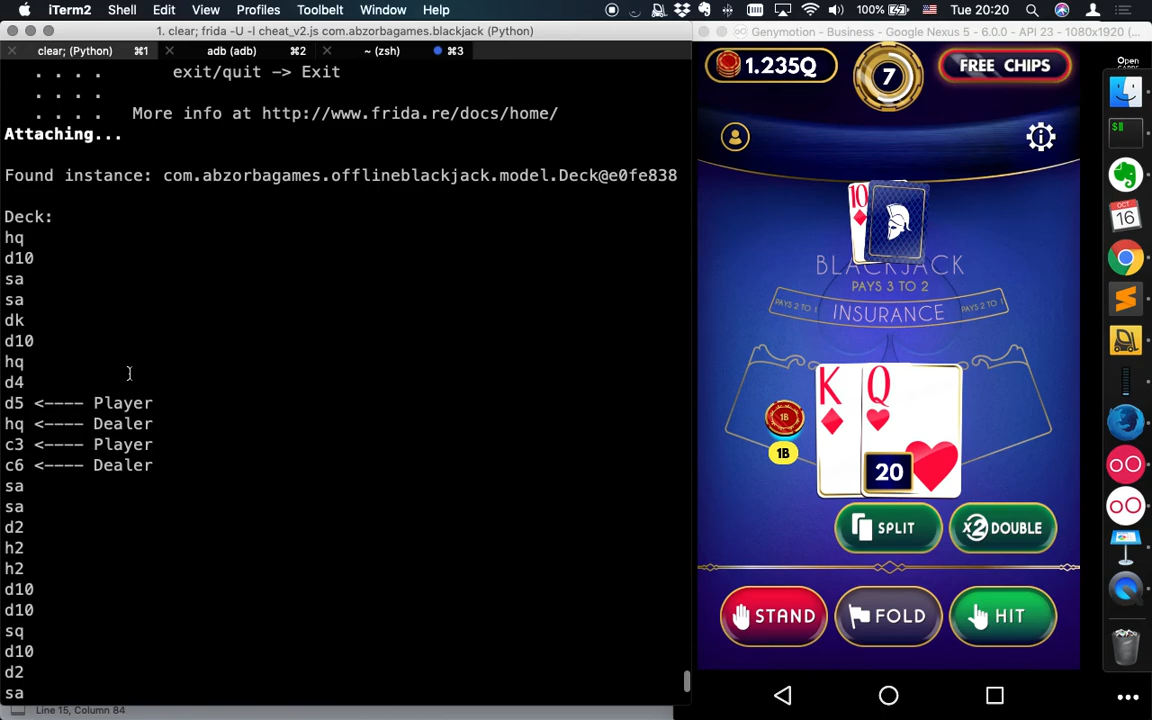 iTerm2 Shell Edit View Profiles Toolbelt Window Help 100% Tue 20:20
1. clear; frida -U -l cheat_v2.js com.abzorbagames.blackjack (Python)
clear; (Python) ⌘1 adb (adb) ⌘2 ~ (zsh) ⌘3
. . . . exit/quit -> Exit
. . . .
. . . . More info at http://www.frida.re/docs/home/
Attaching...
Found instance: com.abzorbagames.offlineblackjack.model.Deck@e0fe838
Deck:
hq
d10
sa
sa
dk
d10
hq
d4
d5 <---- Player
hq <---- Dealer
c3 <---- Player
c6 <---- Dealer
sa
sa
d2
h2
h2
d10
d10
sq
d10
d2
sa
Line 15, Column 84
Genymotion - Business - Google Nexus 5 - 6.0.0 - API 23 - 1080x1920 (
1.235Q
7
FREE CHIPS
10
BLACKJACK
PAYS 3 TO 2
PAYS 2 TO 1 INSURANCE PAYS 2 TO 1
K Q
1B
1B
20
SPLIT
x2 DOUBLE
STAND
FOLD
HIT
Open
GAPPS
$
OCT
16